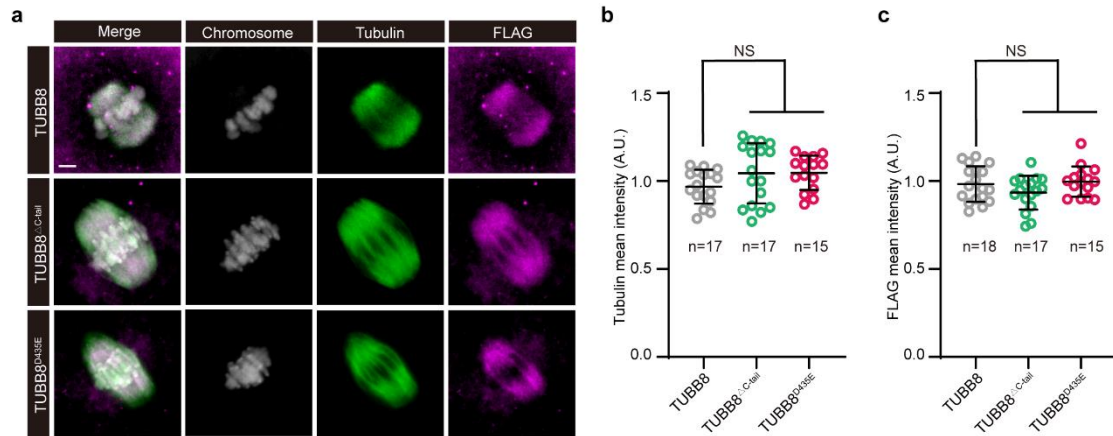 a
Merge
Chromosome
Tubulin
FLAG
TUBB8
TUBB8△C-tail
TUBB8D435E
b
NS
Tubulin mean intensity (A.U.)
1.5
1.0
0.5
0.0
n=17
n=17
n=15
TUBB8
TUBB8△C-tail
TUBB8D435E
c
NS
FLAG mean intensity (A.U.)
1.5
1.0
0.5
0.0
n=18
n=17
n=15
TUBB8
TUBB8△C-tail
TUBB8D435E